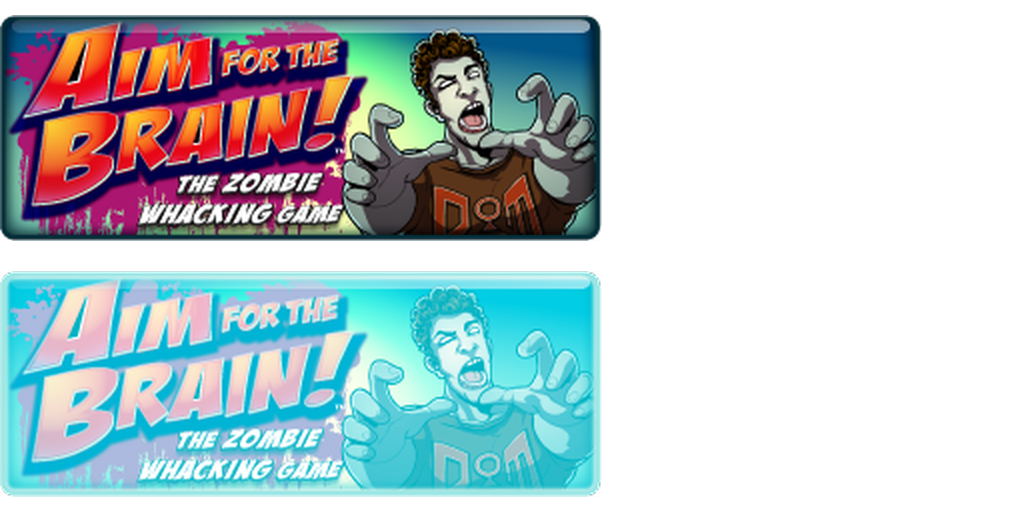 AIM FOR THE
BRAIN!
THE ZOMBIE
WHACKING GAME
AIM FOR THE
BRAIN!
THE ZOMBIE
WHACKING GAME